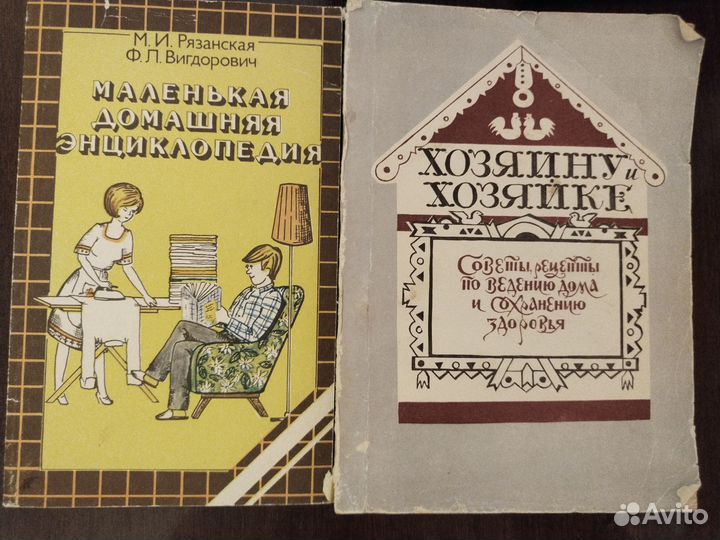 М. И. Рязанская
Ф. Л. Вигдорович
МАЛЕНЬКАЯ
ДОМАШНЯЯ
ЭНЦИКЛОПЕДИЯ
ХОЗЯИНУ и
ХОЗЯЙКЕ
Советы, рецепты
по ведению дома
и сохранению
здоровья
Avito